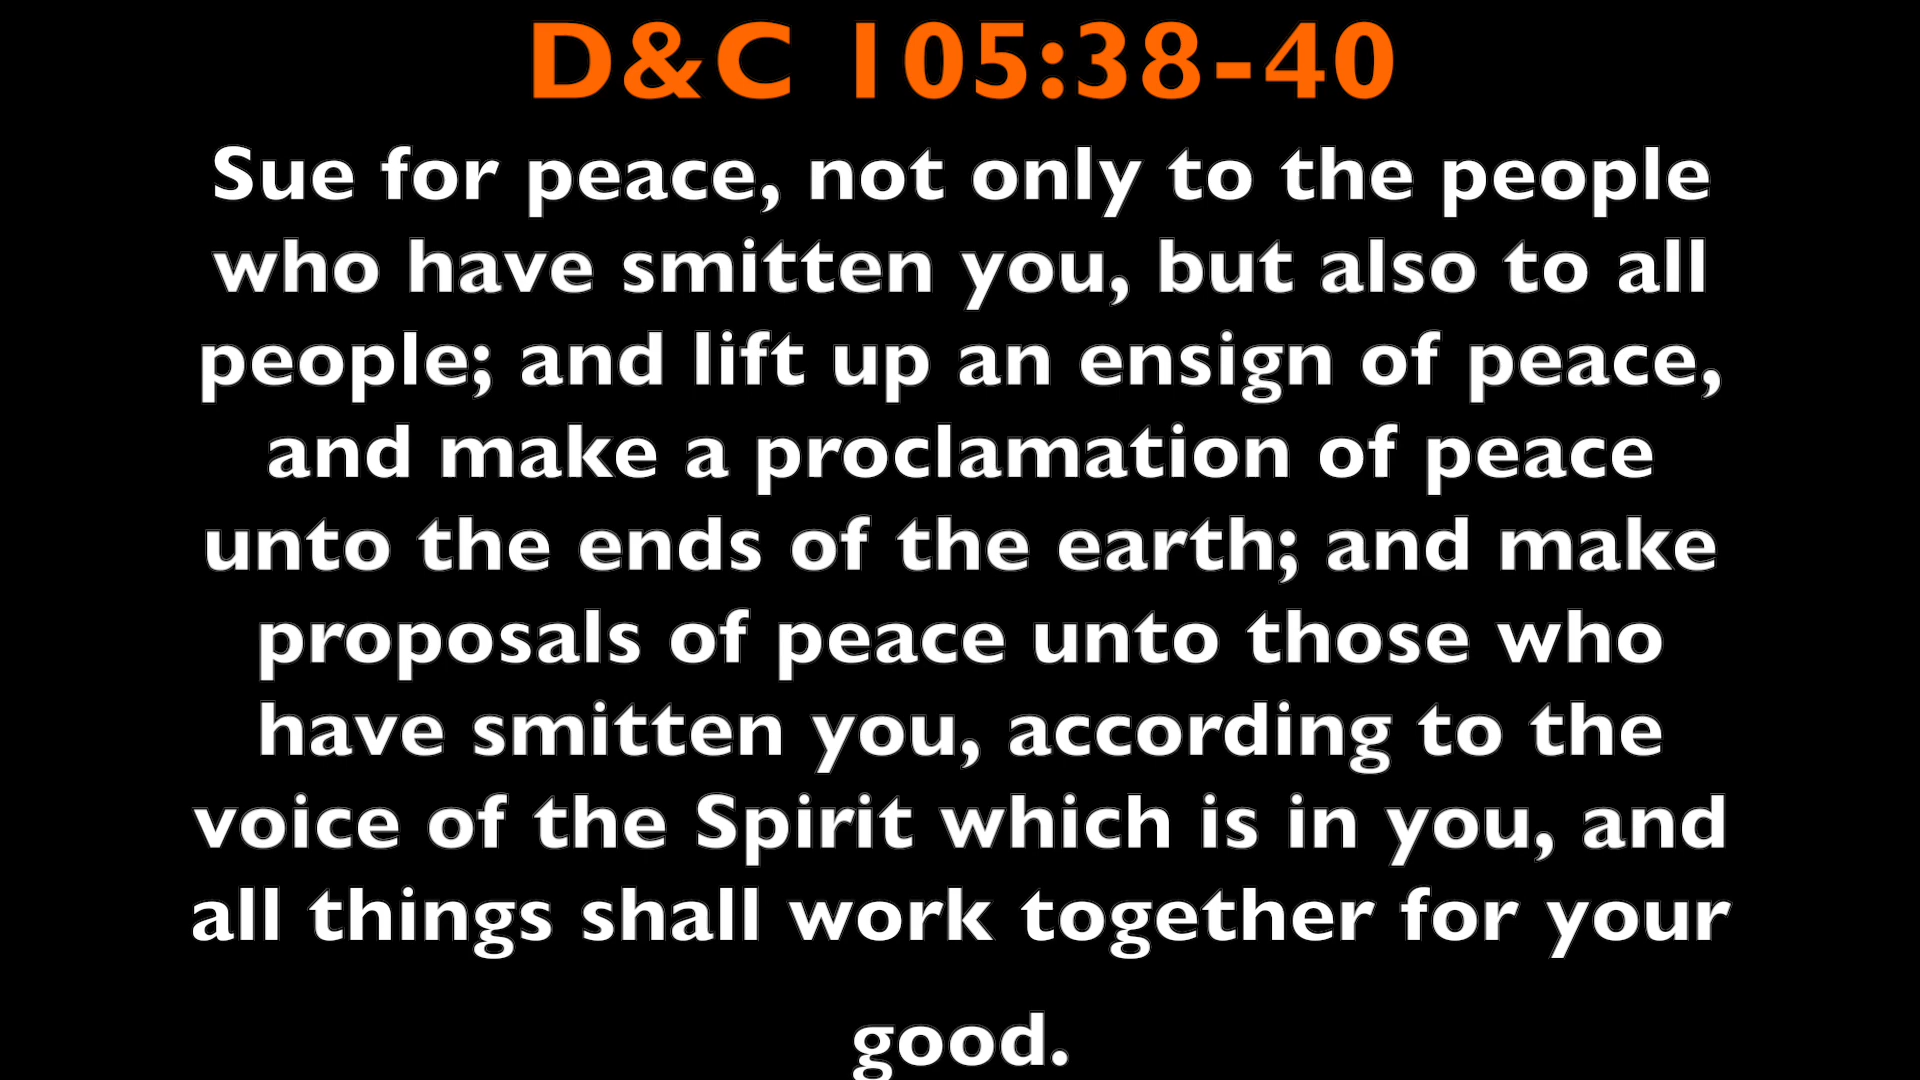 D&C 105:38-40
Sue for peace, not only to the people
who have smitten you, but also to all
people; and lift up an ensign of peace,
and make a proclamation of peace
unto the ends of the earth; and make
proposals of peace unto those who
have smitten you, according to the
voice of the Spirit which is in you, and
all things shall work together for your
good.